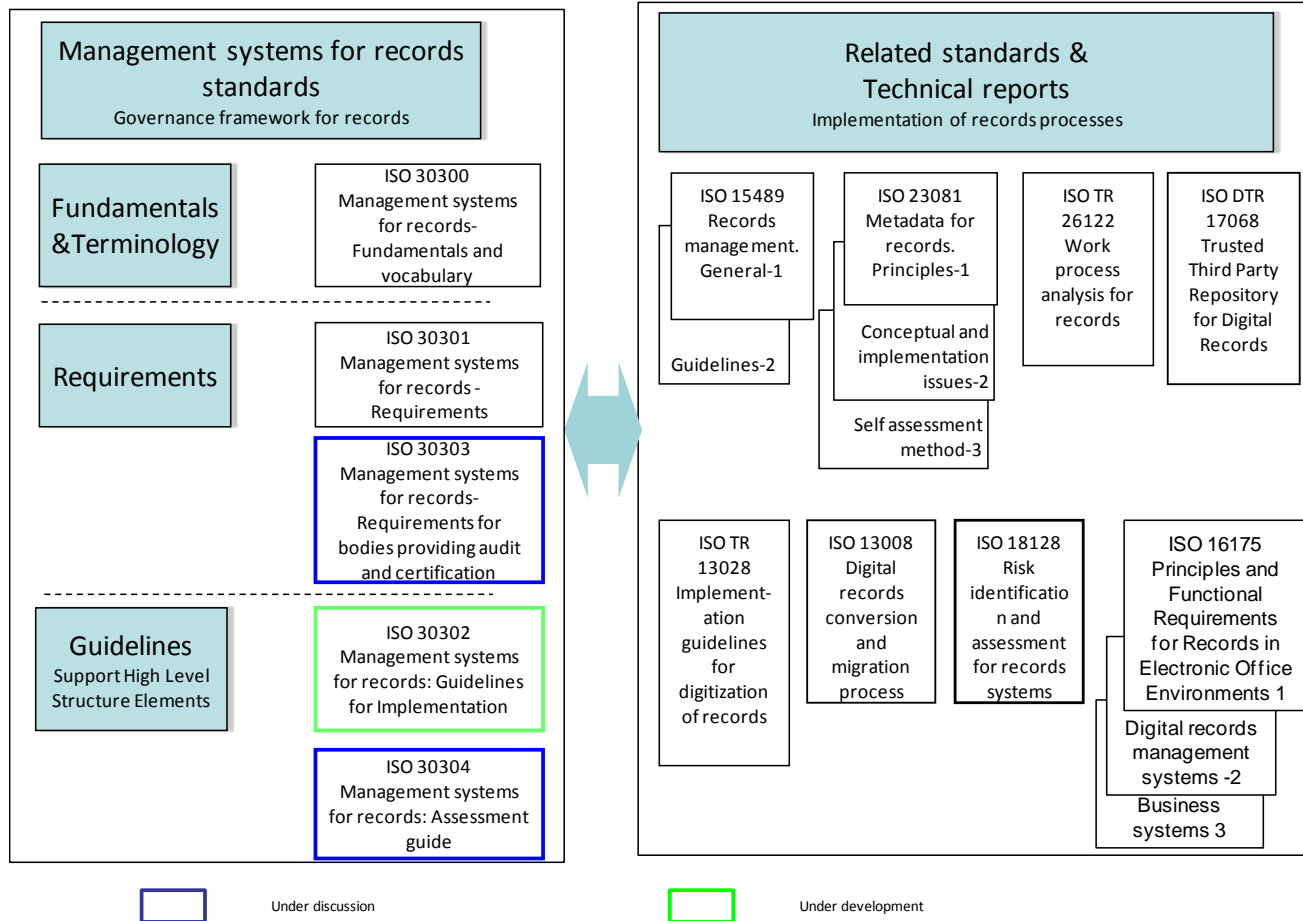 Management systems for records
standards
Governance framework for records
Fundamentals
&Terminology
ISO 30300
Management systems
for records-
Fundamentals and
vocabulary
Requirements
ISO 30301
Management systems
for records -
Requirements
ISO 30303
Management systems
for records-
Requirements for
bodies providing audit
and certification
Guidelines
Support High Level
Structure Elements
ISO 30302
Management systems
for records: Guidelines
for Implementation
ISO 30304
Management systems
for records: Assessment
guide
Related standards &
Technical reports
Implementation of records processes
ISO 15489
Records
management.
General-1
Guidelines-2
ISO 23081
Metadata for
records.
Principles-1
Conceptual and
implementation
issues-2
Self assessment
method-3
ISO TR
26122
Work
process
analysis for
records
ISO DTR
17068
Trusted
Third Party
Repository
for Digital
Records
ISO TR
13028
Implement-
ation
guidelines
for
digitization
of records
ISO 13008
Digital
records
conversion
and
migration
process
ISO 18128
Risk
identificatio
n and
assessment
for records
systems
ISO 16175
Principles and
Functional
Requirements
for Records in
Electronic Office
Environments 1
Digital records
management
systems -2
Business
systems 3
Under discussion
Under development